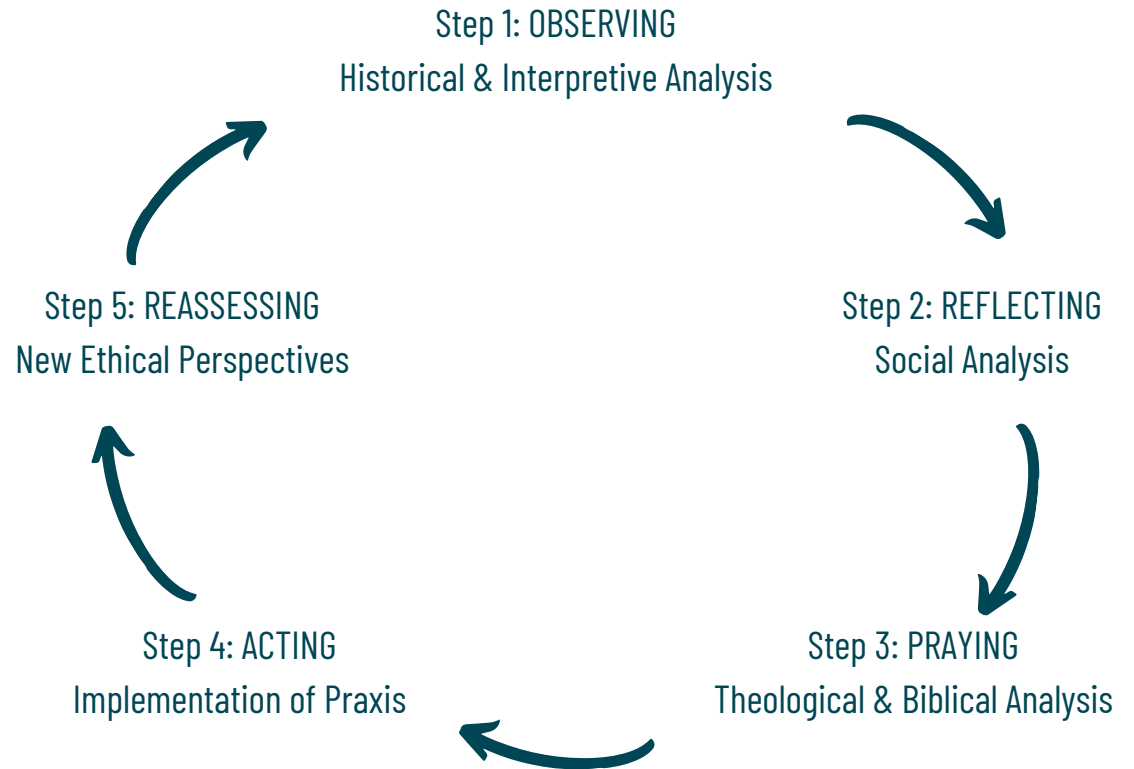 Step 1: OBSERVING
Historical & Interpretive Analysis
Step 2: REFLECTING
Social Analysis
Step 3: PRAYING
Theological & Biblical Analysis
Step 4: ACTING
Implementation of Praxis
Step 5: REASSESSING
New Ethical Perspectives